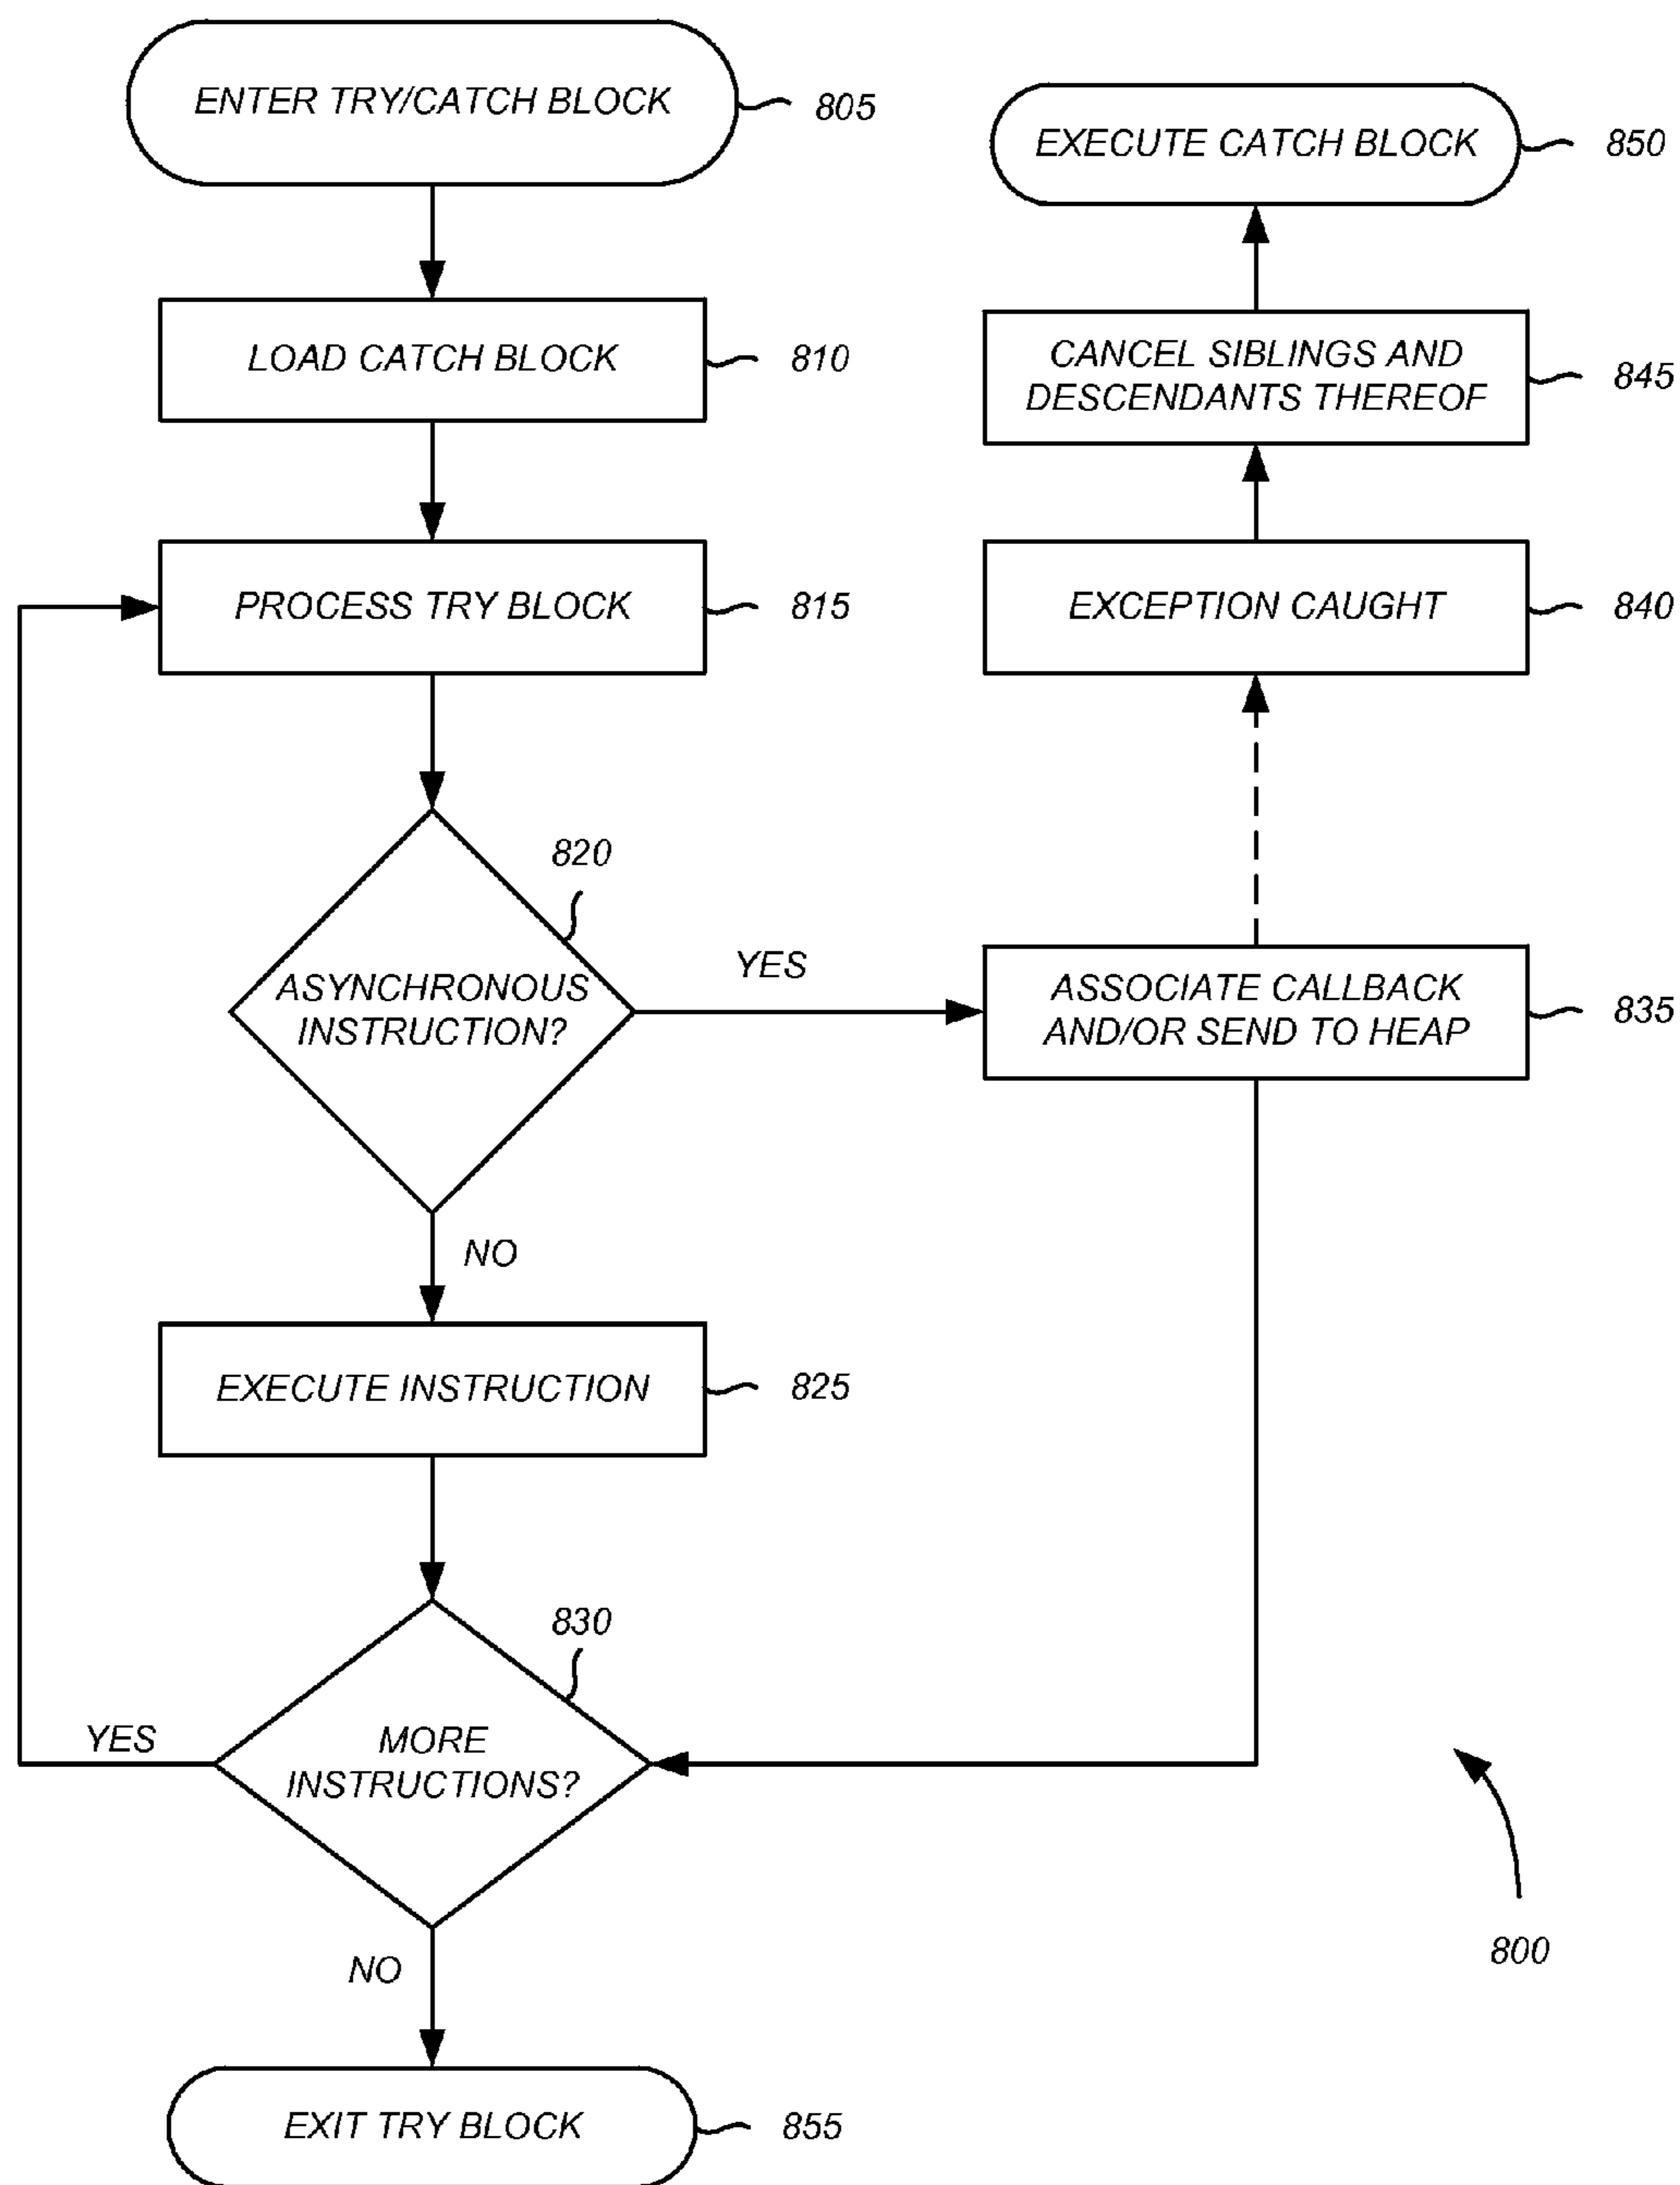 ENTER TRY/CATCH BLOCK
805
LOAD CATCH BLOCK
810
PROCESS TRY BLOCK
815
820
ASYNCHRONOUS
INSTRUCTION?
YES
NO
EXECUTE INSTRUCTION
825
830
MORE
INSTRUCTIONS?
YES
NO
EXIT TRY BLOCK
855
EXECUTE CATCH BLOCK
850
CANCEL SIBLINGS AND
DESCENDANTS THEREOF
845
EXCEPTION CAUGHT
840
ASSOCIATE CALLBACK
AND/OR SEND TO HEAP
835
800